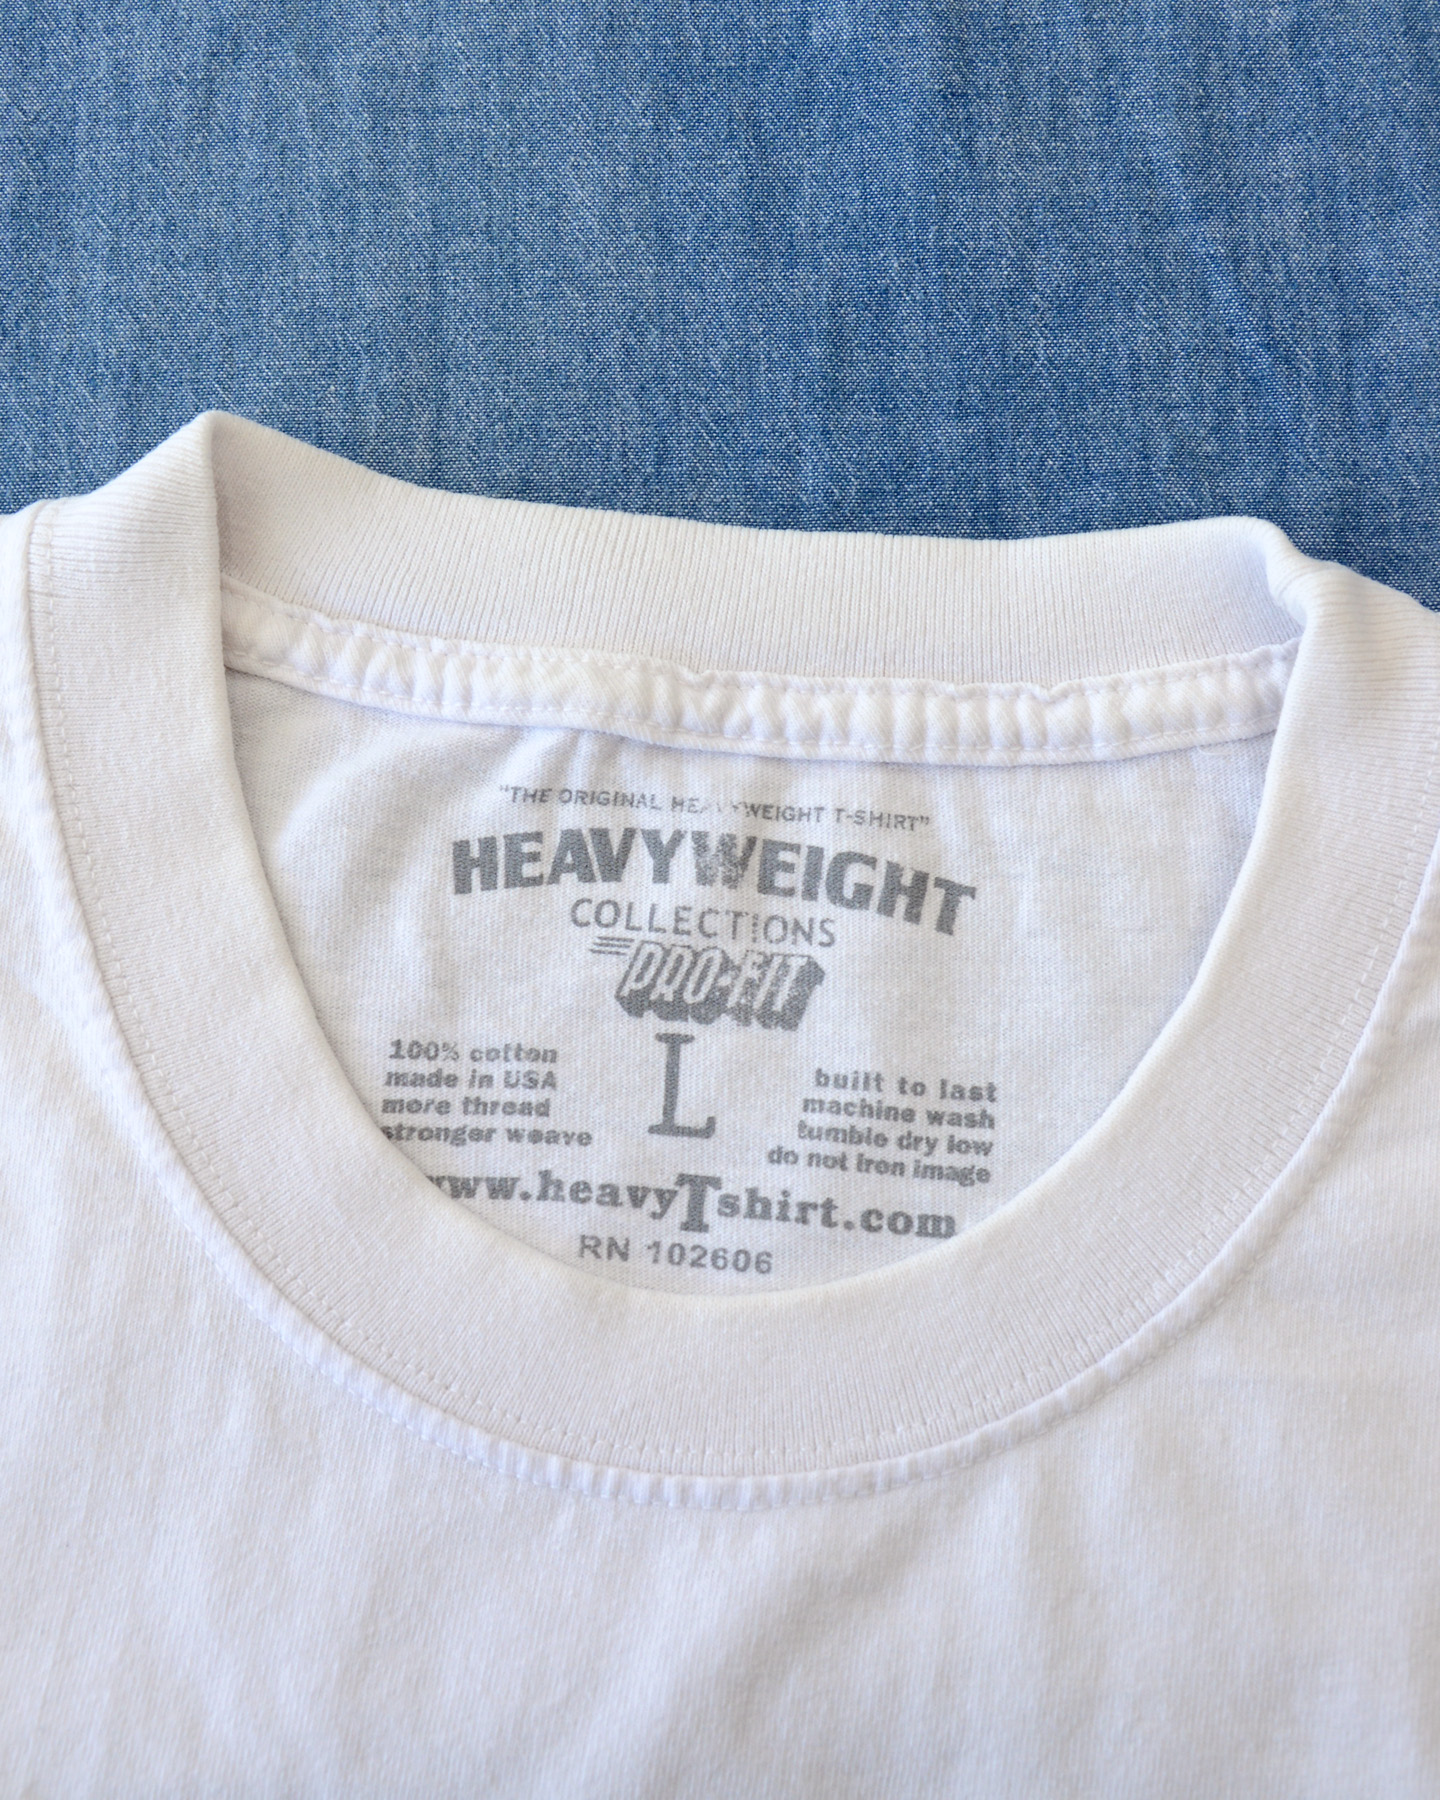 "THE ORIGINAL HEAVYWEIGHT T-SHIRT"
HEAVYWEIGHT
COLLECTIONS
PRO-FIT
L
100% cotton
made in USA
more thread
stronger weave
built to last
machine wash
tumble dry low
do not iron image
www.heavyTshirt.com
RN 102606